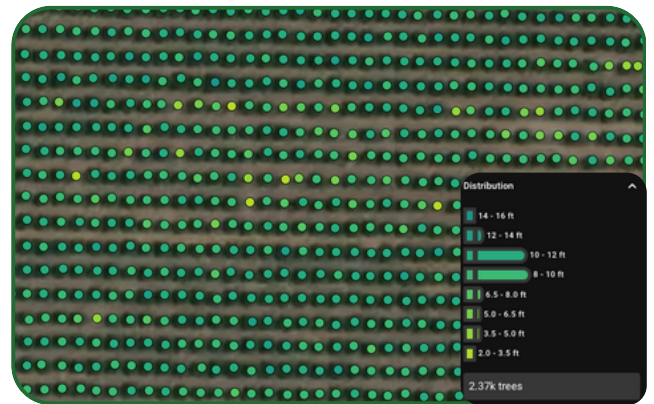 Distribution
14 - 16 ft
12 - 14 ft
10 - 12 ft
8 - 10 ft
6.5 - 8.0 ft
5.0 - 6.5 ft
3.5 - 5.0 ft
2.0 - 3.5 ft
2.37k trees